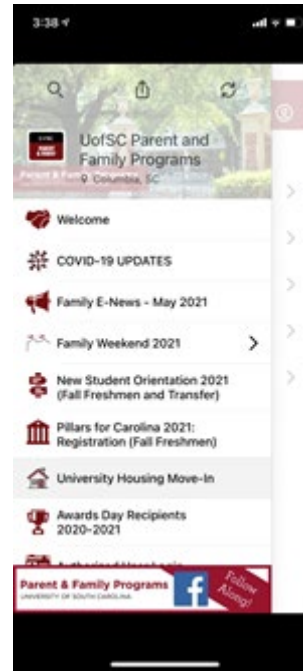 3:38
UofSC Parent and
Family Programs
Columbia, SC
Welcome
COVID-19 UPDATES
Family E-News - May 2021
Family Weekend 2021
New Student Orientation 2021
(Fall Freshmen and Transfer)
Pillars for Carolina 2021:
Registration (Fall Freshmen)
University Housing Move-In
Awards Day Recipients
2020-2021
Parent & Family Programs
UNIVERSITY OF SOUTH CAROLINA
Follow
Along!